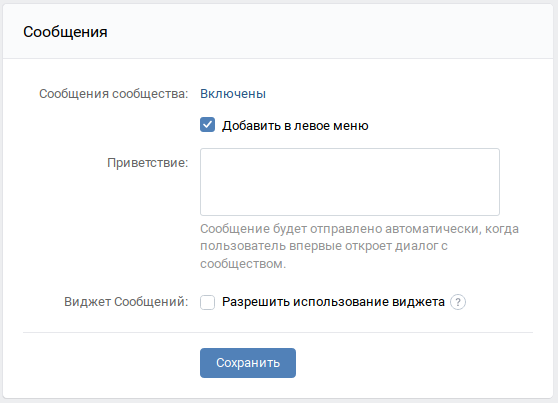 Сообщения
Сообщения сообщества: Включены
Добавить в левое меню
Приветствие:
Сообщение будет отправлено автоматически, когда
пользователь впервые откроет диалог с
сообществом.
Виджет Сообщений: Разрешить использование виджета ?
Сохранить